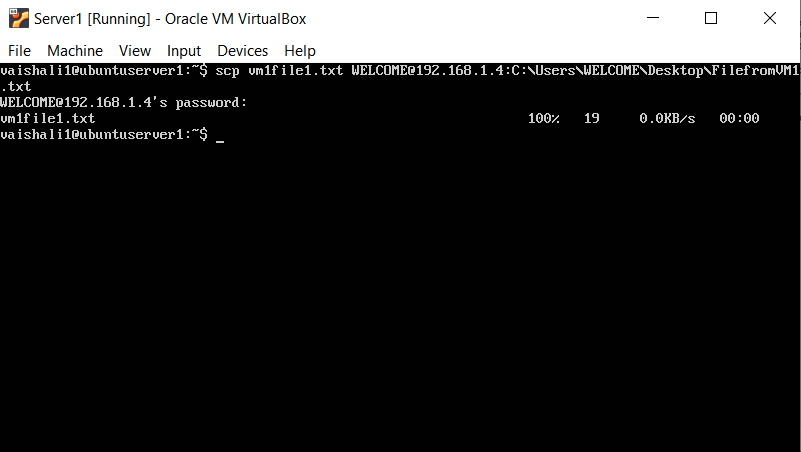 Server1 [Running] - Oracle VM VirtualBox
File Machine View Input Devices Help
vaishali1@ubuntuserver1:~$ scp vm1file1.txt WELCOME@192.168.1.4:C:\Users\WELCOME\Desktop\FilefromVM1
.txt
WELCOME@192.168.1.4's password:
vm1file1.txt 100% 19 0.0KB/s 00:00
vaishali1@ubuntuserver1:~$ _